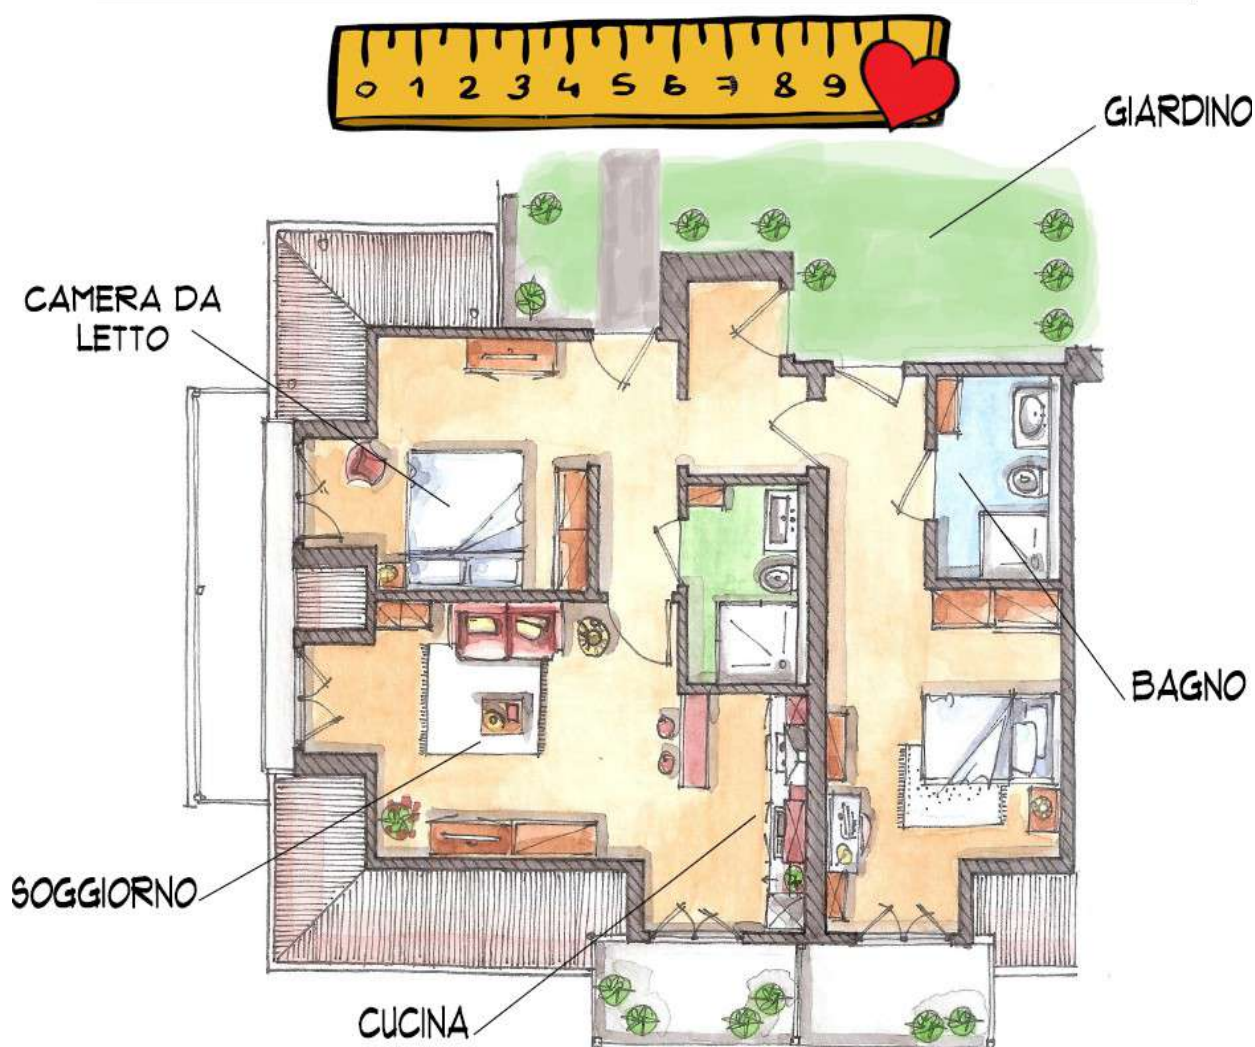 0 1 2 3 4 5 6 7 8 9
GIARDINO
CAMERA DA
LETTO
BAGNO
SOGGIORNO
CUCINA